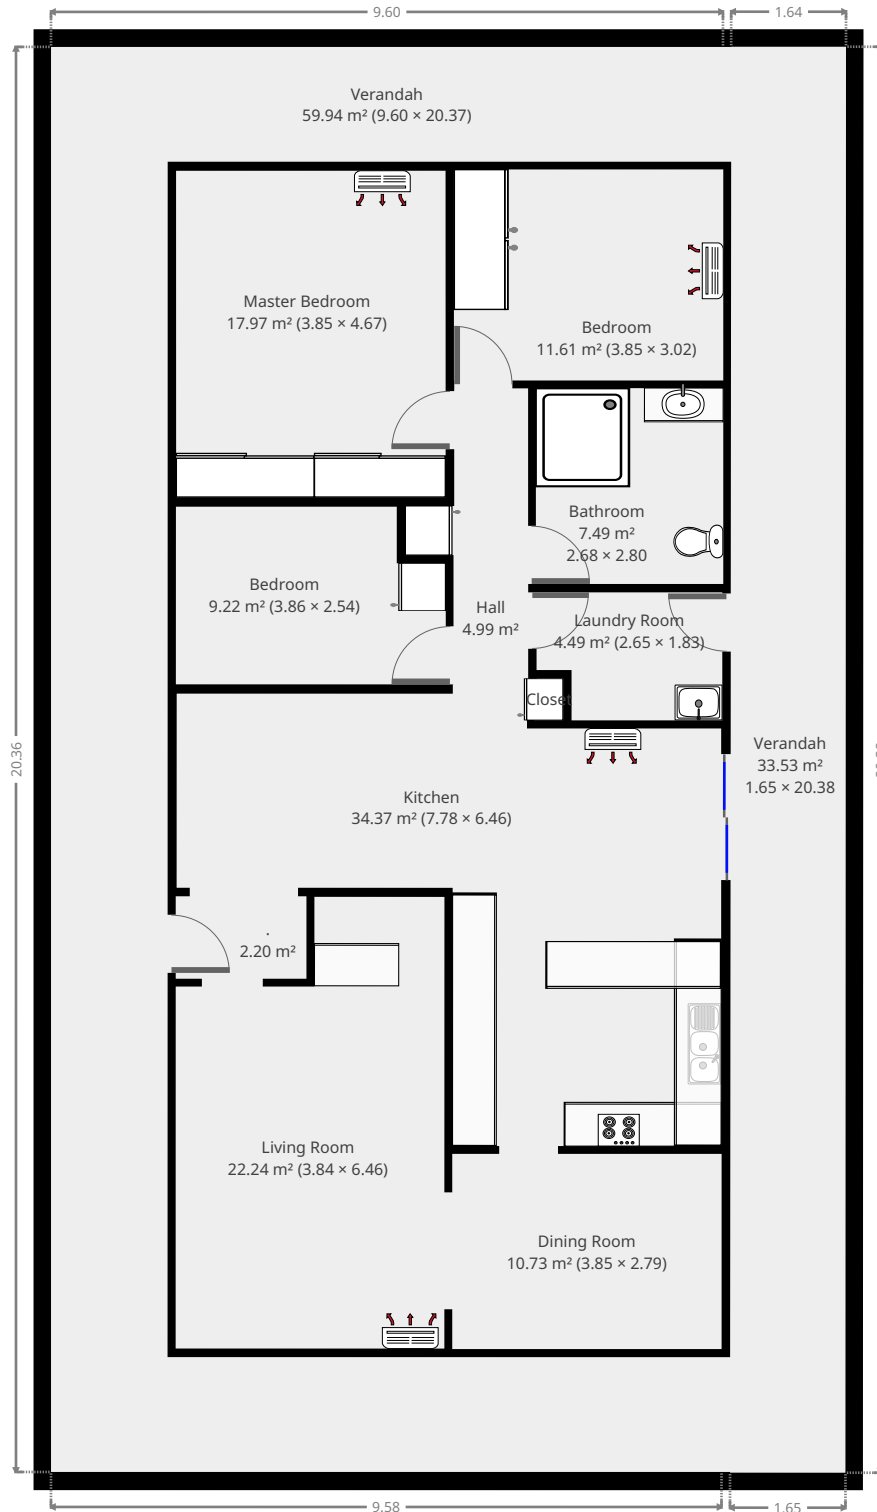 9.60
1.64
Verandah
59.94 m² (9.60 × 20.37)
Master Bedroom
17.97 m² (3.85 × 4.67)
Bedroom
11.61 m² (3.85 × 3.02)
Bathroom
7.49 m²
2.68 × 2.80
Bedroom
9.22 m² (3.86 × 2.54)
Hall
4.99 m²
Laundry Room
4.49 m² (2.65 × 1.83)
Closet
20.36
Verandah
33.53 m²
1.65 × 20.38
Kitchen
34.37 m² (7.78 × 6.46)
.
2.20 m²
Living Room
22.24 m² (3.84 × 6.46)
Dining Room
10.73 m² (3.85 × 2.79)
9.58
1.65